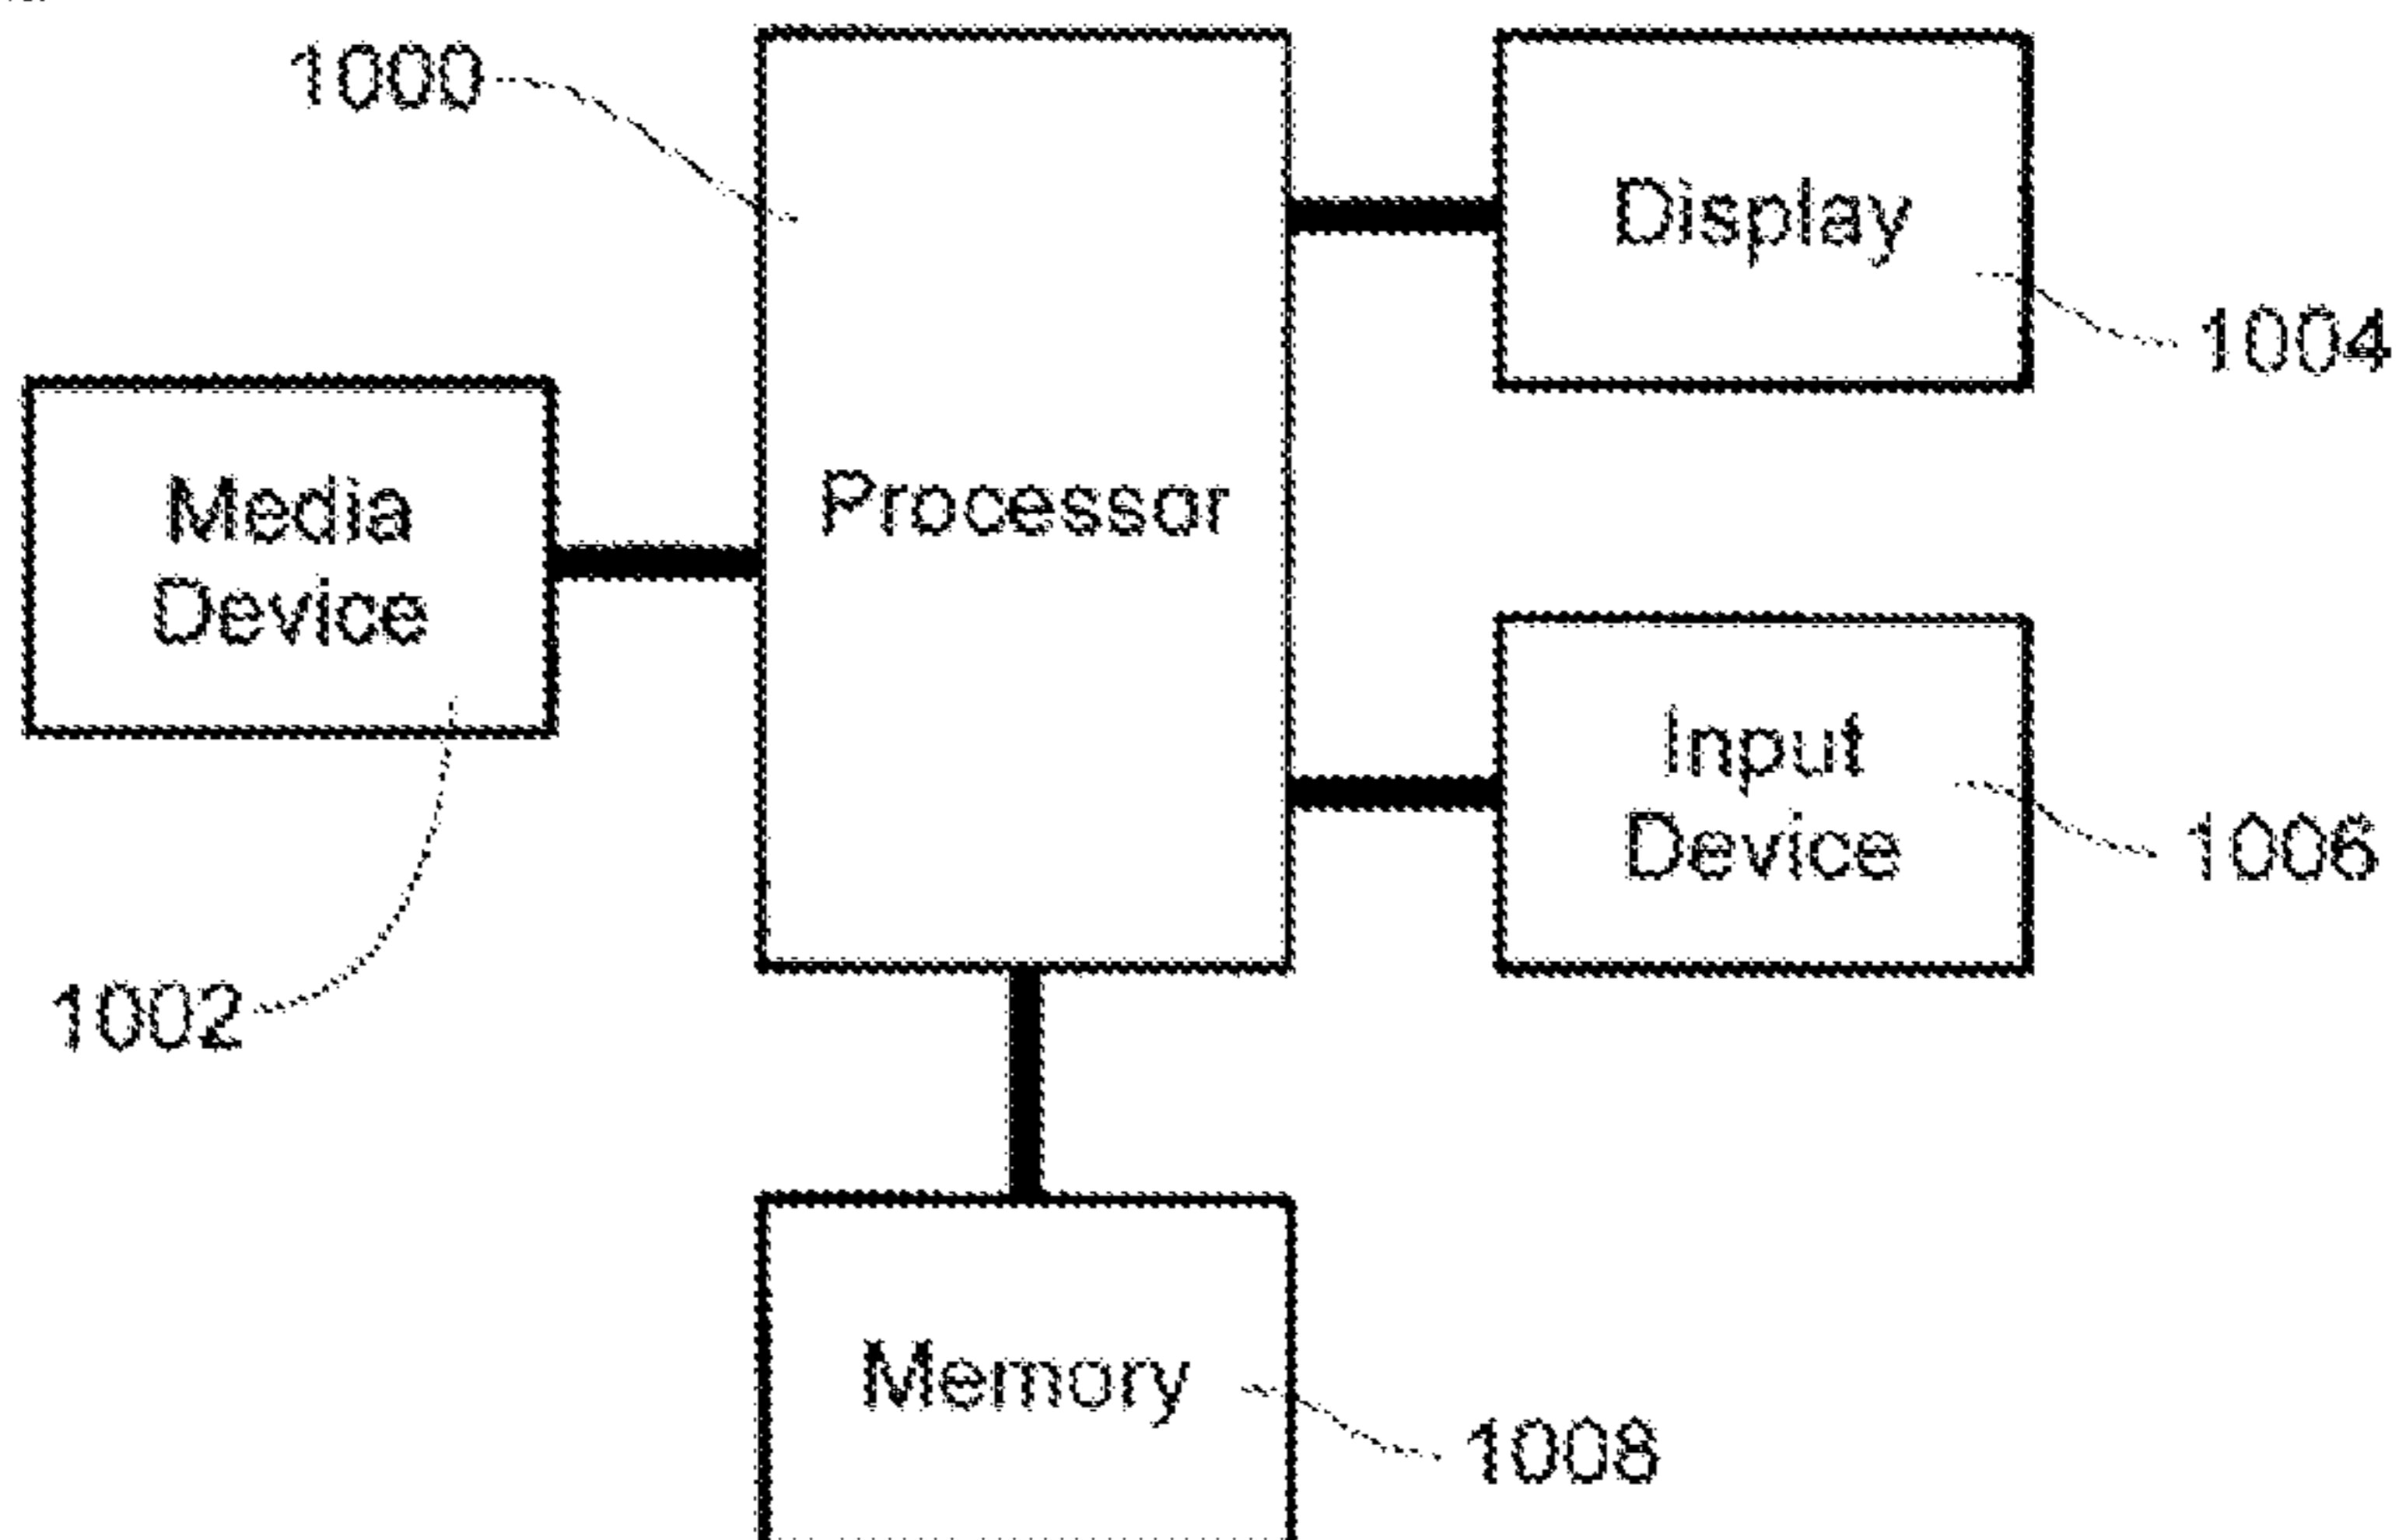 1000
Display
1004
Media
Device
Processor
Input
Device
1006
1002
Memory
1008